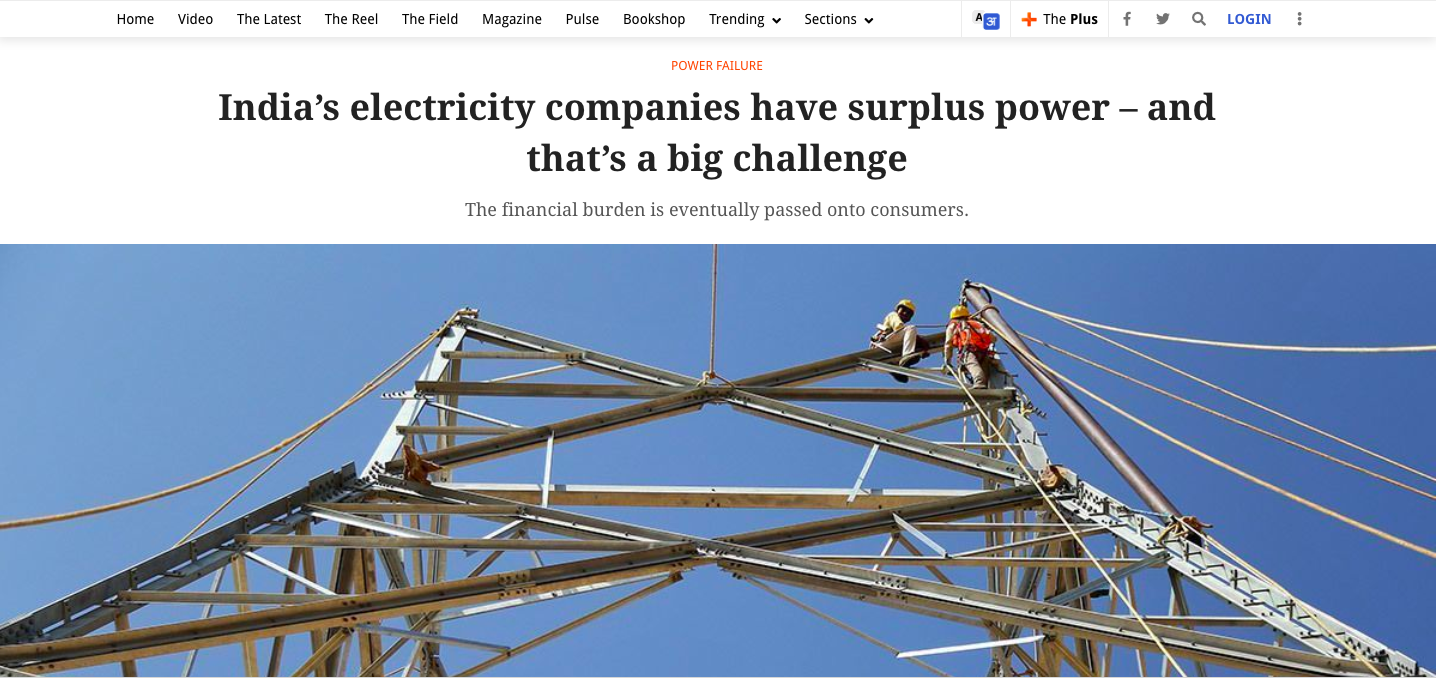 Home Video The Latest The Reel The Field Magazine Pulse Bookshop Trending Sections A अ The Plus LOGIN
POWER FAILURE
India’s electricity companies have surplus power – and
that’s a big challenge
The financial burden is eventually passed onto consumers.